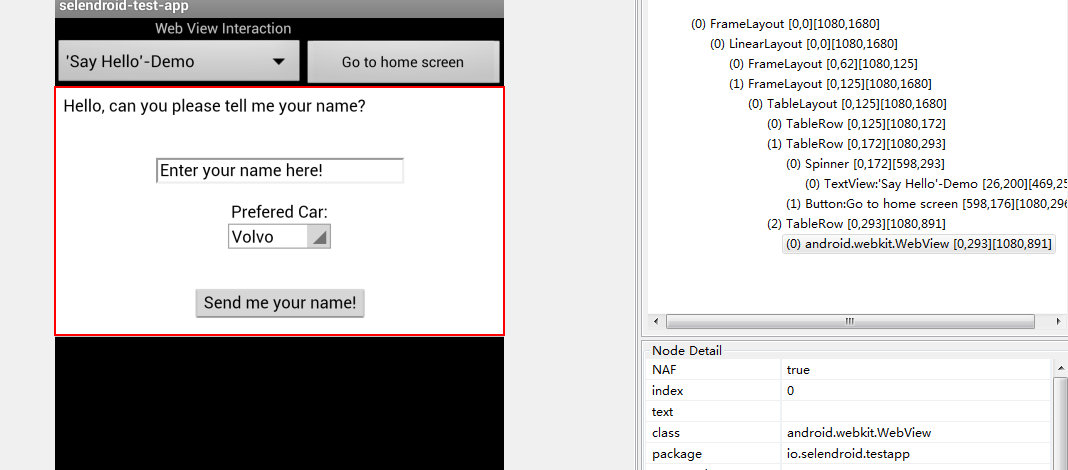 selendroid-test-app
Web View Interaction
'Say Hello'-Demo
Go to home screen
Hello, can you please tell me your name?
Enter your name here!
Prefered Car:
Volvo
Send me your name!
(0) FrameLayout [0,0][1080,1680]
(0) LinearLayout [0,0][1080,1680]
(0) FrameLayout [0,62][1080,125]
(1) FrameLayout [0,125][1080,1680]
(0) TableLayout [0,125][1080,1680]
(0) TableRow [0,125][1080,172]
(1) TableRow [0,172][1080,293]
(0) Spinner [0,172][598,293]
(0) TextView:'Say Hello'-Demo [26,200][469,25
(1) Button:Go to home screen [598,176][1080,296
(2) TableRow [0,293][1080,891]
(0) android.webkit.WebView [0,293][1080,891]
Node Detail
NAF true
index 0
text
class android.webkit.WebView
package io.selendroid.testapp